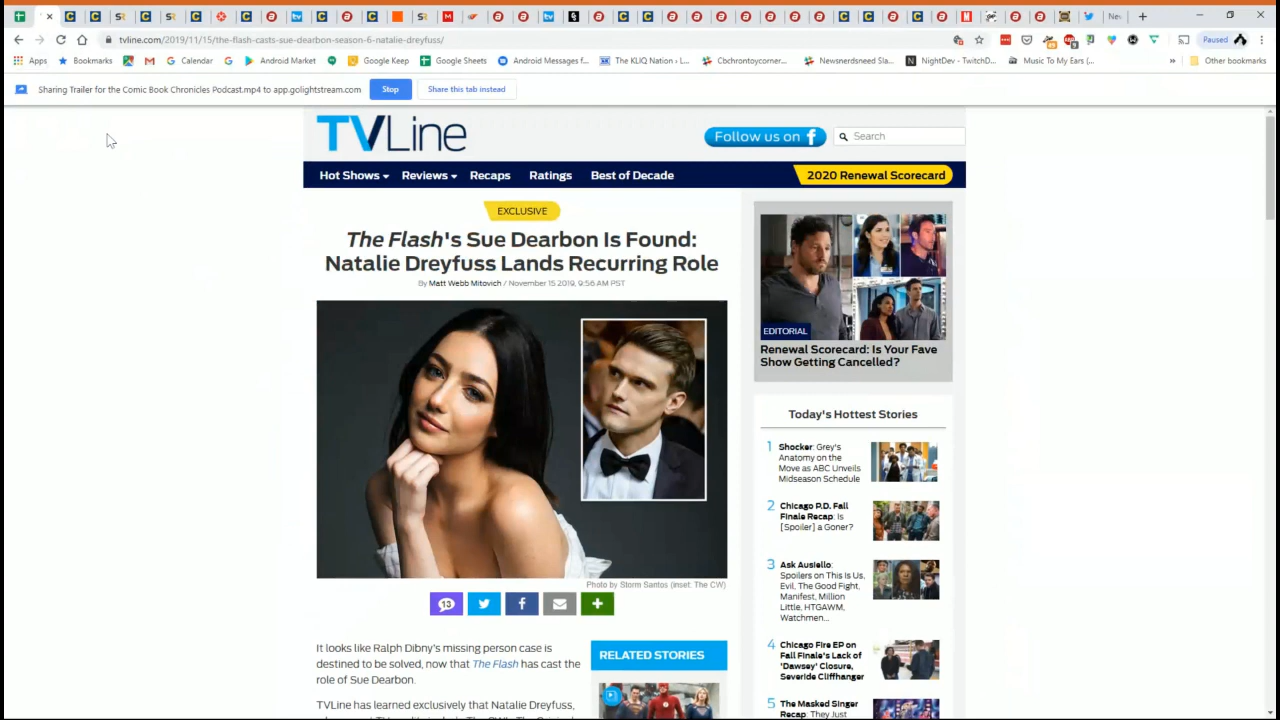 Nev
tvline.com/2019/11/15/the-flash-casts-sue-dearbon-season-6-natalie-dreyfuss/
Paused
Apps
Bookmarks
Calendar
Android Market
Google Keep
Google Sheets
Android Messages f...
The KLIQ Nation › L...
Cbchrontoycorner...
Newsnerdsneed Sla...
NightDev - TwitchD...
Music To My Ears (...
»
Other bookmarks
Sharing Trailer for the Comic Book Chronicles Podcast.mp4 to app.golightstream.com
Stop
Share this tab instead
TVLine
Follow us on f
Search
Hot Shows
Reviews
Recaps
Ratings
Best of Decade
2020 Renewal Scorecard
EXCLUSIVE
The Flash's Sue Dearbon Is Found:
Natalie Dreyfuss Lands Recurring Role
By Matt Webb Mitovich / November 15 2019, 9:56 AM PST
Photo by Storm Santos (inset: The CW)
13
It looks like Ralph Dibny's missing person case is
destined to be solved, now that The Flash has cast the
role of Sue Dearbon.
TVLine has learned exclusively that Natalie Dreyfuss,
RELATED STORIES
EDITORIAL
Renewal Scorecard: Is Your Fave
Show Getting Cancelled?
Today's Hottest Stories
1
Shocker: Grey's
Anatomy on the
Move as ABC Unveils
Midseason Schedule
2
Chicago P.D. Fall
Finale Recap: Is
[Spoiler] a Goner?
3
Ask Ausiello:
Spoilers on This Is Us,
Evil, The Good Fight,
Manifest, Million
Little, HTGAWM,
Watchmen...
4
Chicago Fire EP on
Fall Finale's Lack of
'Dawsey' Closure,
Severide Cliffhanger
5
The Masked Singer
Recap: They Just